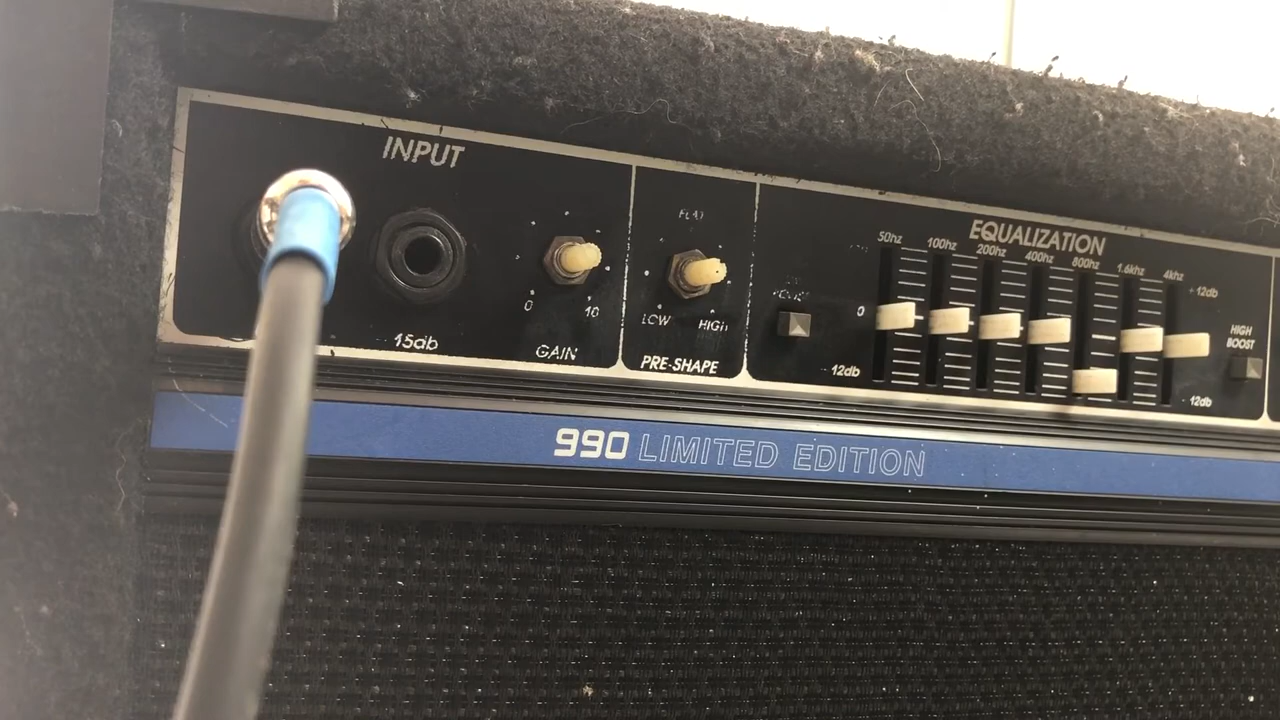 INPUT
15db
0
10
GAIN
FLAT
LOW
HIGH
PRE-SHAPE
EQUALIZATION
50hz
100hz
200hz
400hz
800hz
1.6khz
4khz
0
- 12db
+ 12db
- 12db
HIGH
BOOST
990 LIMITED EDITION